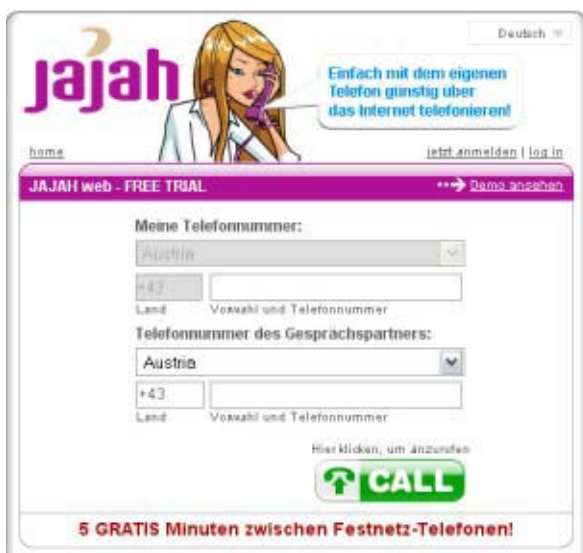 Deutsch
jajah
Einfach mit dem eigenen
Telefon günstig über
das Internet telefonieren!
home
jetzt anmelden | log in
JAJAH web - FREE TRIAL
Demo ansehen
Meine Telefonnummer:
Austria
+43
Land Vorwahl und Telefonnummer
Telefonnummer des Gesprächspartners:
Austria
+43
Land Vorwahl und Telefonnummer
Hier klicken, um anzurufen
CALL
5 GRATIS Minuten zwischen Festnetz-Telefonen!